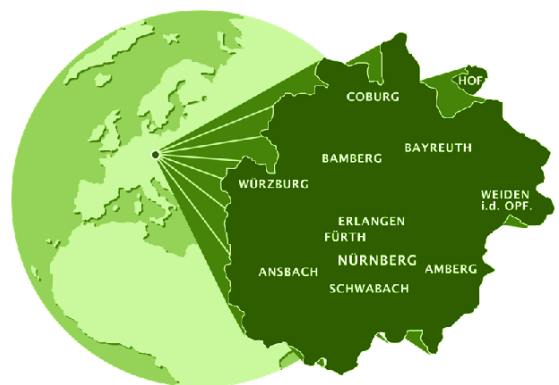 HOF
COBURG
BAYREUTH
BAMBERG
WÜRZBURG
WEIDEN
i.d. OPF.
ERLANGEN
FÜRTH
NÜRNBERG
ANSBACH
AMBERG
SCHWABACH